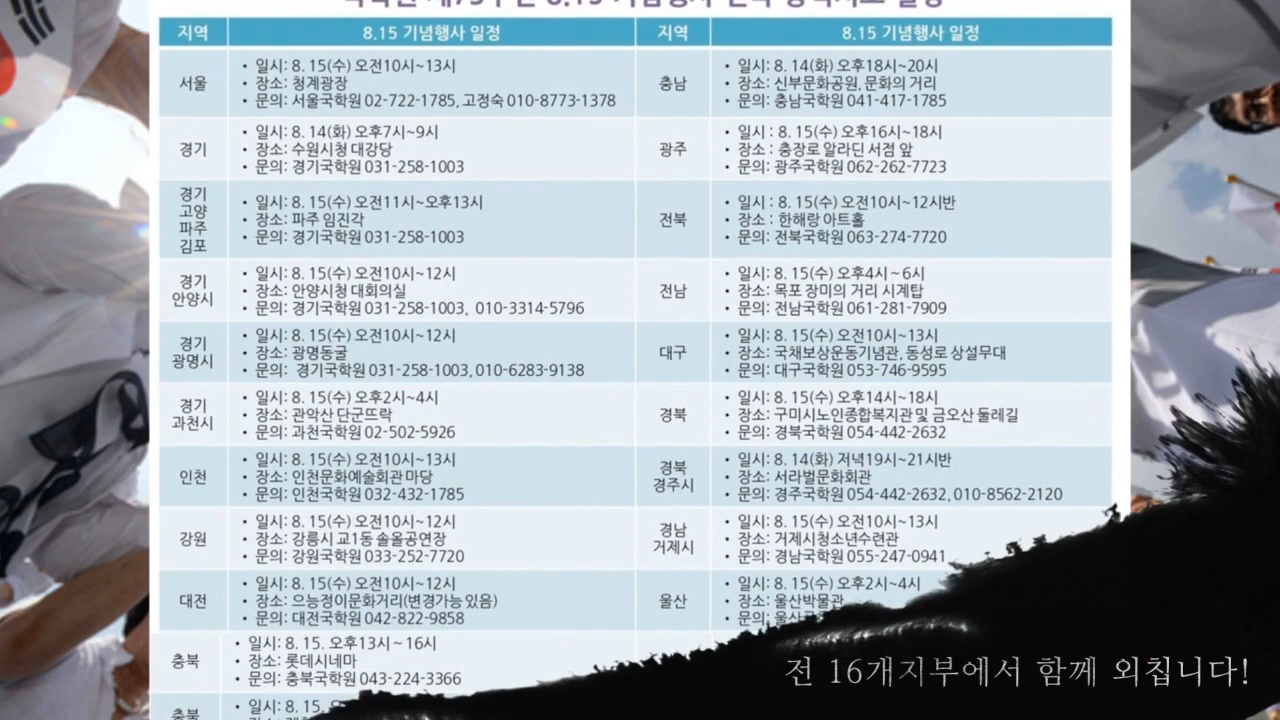 지역
8.15 기념행사 일정
지역
8.15 기념행사 일정
서울
• 일시: 8. 15(수) 오전10시~13시
• 장소: 청계광장
• 문의: 서울국학원 02-722-1785, 고정숙 010-8773-1378
충남
• 일시: 8. 14(화) 오후18시~20시
• 장소: 신부문화공원, 문화의 거리
• 문의: 충남국학원 041-417-1785
경기
• 일시: 8. 14(화) 오후7시~9시
• 장소: 수원시청 대강당
• 문의: 경기국학원 031-258-1003
광주
• 일시 : 8. 15(수) 오후16시~18시
• 장소 : 충장로 알라딘 서점 앞
• 문의: 광주국학원 062-262-7723
경기
고양
파주
김포
• 일시: 8. 15(수) 오전11시~오후13시
• 장소: 파주 임진각
• 문의: 경기국학원 031-258-1003
전북
• 일시 : 8. 15(수) 오전10시~12시반
• 장소 : 한해랑 아트홀
• 문의: 전북국학원 063-274-7720
경기
안양시
• 일시: 8. 15(수) 오전10시~12시
• 장소: 안양시청 대회의실
• 문의: 경기국학원 031-258-1003, 010-3314-5796
전남
• 일시: 8. 15(수) 오후4시~6시
• 장소: 목포 장미의 거리 시계탑
• 문의: 전남국학원 061-281-7909
경기
광명시
• 일시: 8. 15(수) 오전10시~12시
• 장소: 광명동굴
• 문의: 경기국학원 031-258-1003, 010-6283-9138
대구
• 일시: 8. 15(수) 오전10시~13시
• 장소: 국채보상운동기념관, 동성로 상설무대
• 문의: 대구국학원 053-746-9595
경기
과천시
• 일시: 8. 15(수) 오후2시~4시
• 장소: 관악산 단군뜨락
• 문의: 과천국학원 02-502-5926
경북
• 일시: 8. 15(수) 오후14시~18시
• 장소: 구미시노인종합복지관 및 금오산 둘레길
• 문의: 경북국학원 054-442-2632
인천
• 일시: 8. 15(수) 오전10시~13시
• 장소: 인천문화예술회관 마당
• 문의: 인천국학원 032-432-1785
경북
경주시
• 일시: 8. 14(화) 저녁19시~21시반
• 장소: 서라벌문화회관
• 문의: 경주국학원 054-442-2632, 010-8562-2120
강원
• 일시: 8. 15(수) 오전10시~12시
• 장소: 강릉시 교1동 솔올공연장
• 문의: 강원국학원 033-252-7720
경남
거제시
• 일시: 8. 15(수) 오전10시~13시
• 장소: 거제시청소년수련관
• 문의: 경남국학원 055-247-0941
대전
• 일시: 8. 15(수) 오전10시~12시
• 장소: 으능정이문화거리(변경가능 있음)
• 문의: 대전국학원 042-822-9858
울산
• 일시: 8. 15(수) 오후2시~4시
• 장소: 울산박물관
• 문의:
충북
• 일시: 8. 15. 오후13시~16시
• 장소: 롯데시네마
• 문의: 충북국학원 043-224-3366
충북
• 일시: 8. 15.
전 16개지부에서 함께 외칩니다!